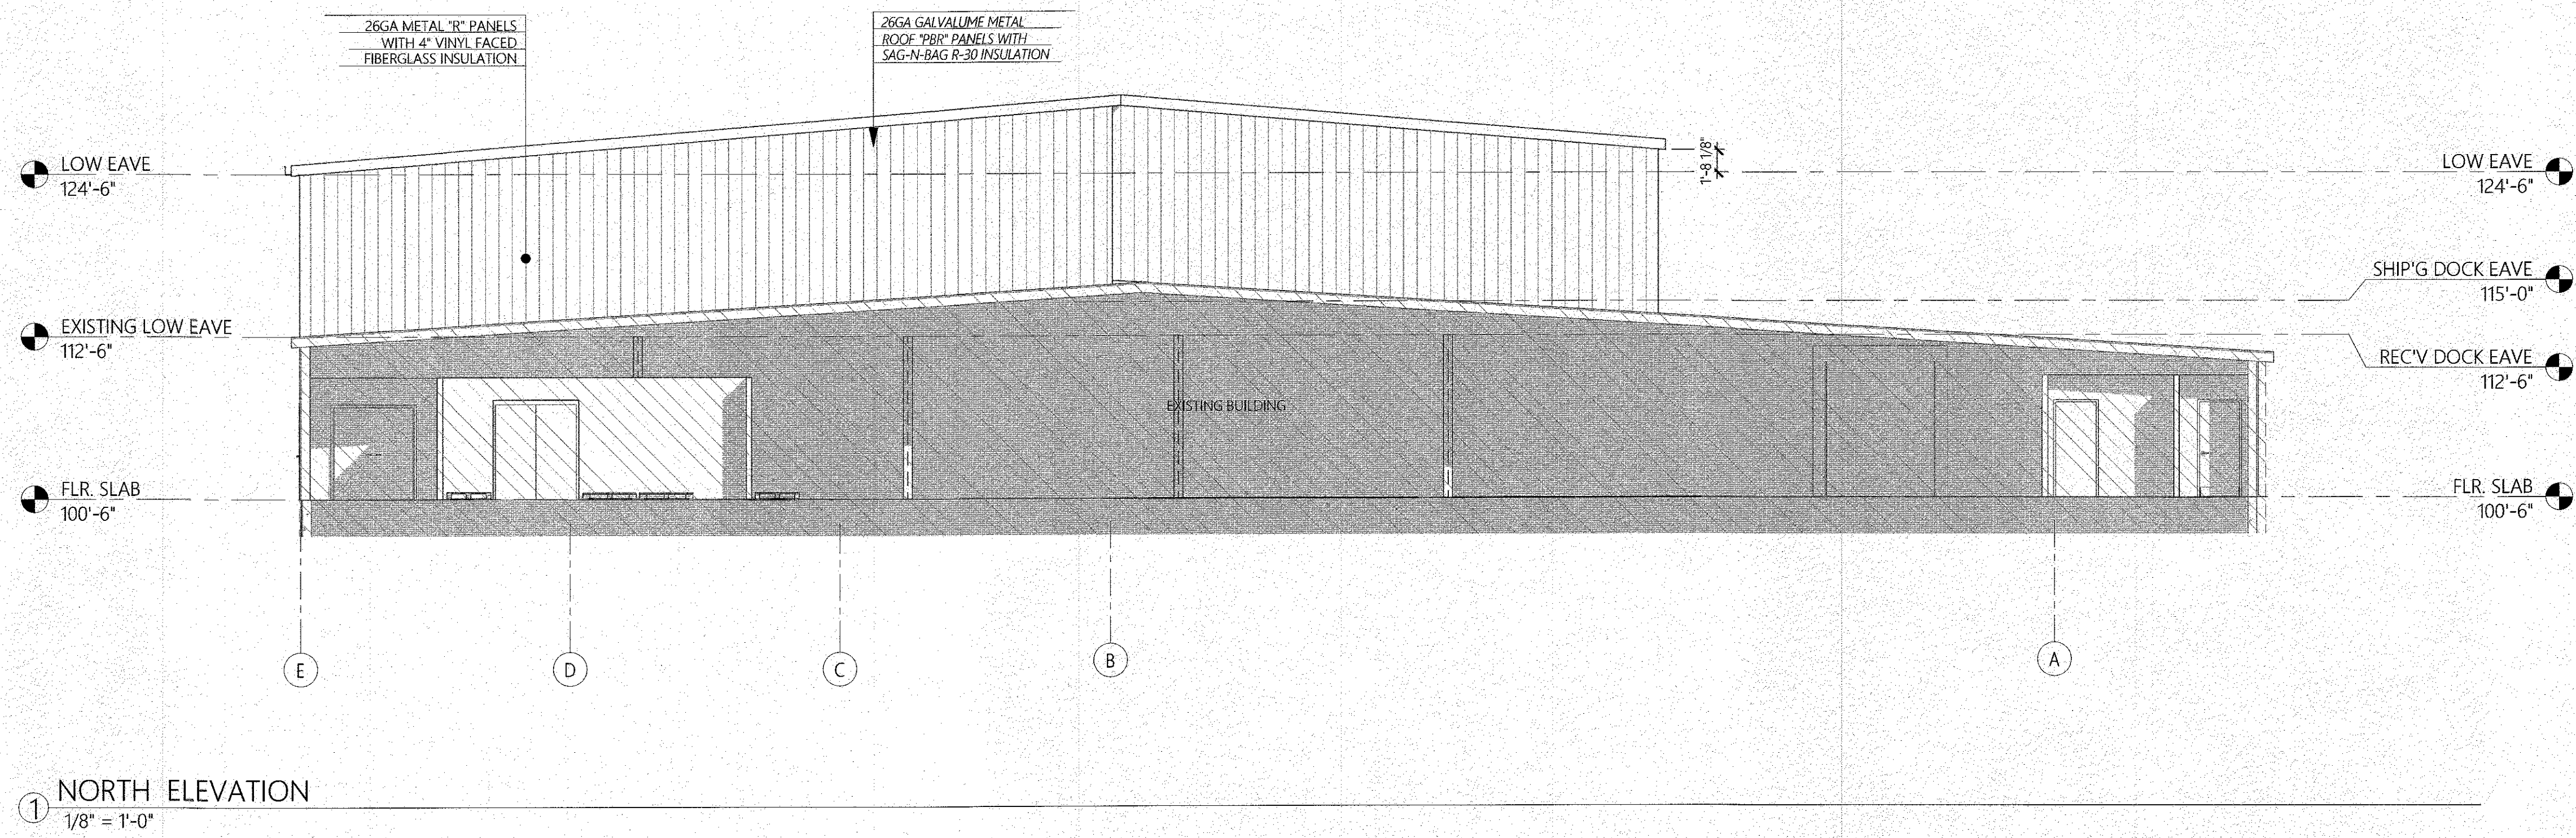 26GA METAL "R" PANELS
WITH 4" VINYL FACED
FIBERGLASS INSULATION
26GA GALVALUME METAL
ROOF "PBR" PANELS WITH
SAG-N-BAG R-30 INSULATION
LOW EAVE
124'-6"
1'-8 1/8"
LOW EAVE
124'-6"
SHIP'G DOCK EAVE
115'-0"
EXISTING LOW EAVE
112'-6"
REC'V DOCK EAVE
112'-6"
EXISTING BUILDING
FLR. SLAB
100'-6"
FLR. SLAB
100'-6"
E
D
C
B
A
1
NORTH ELEVATION
1/8" = 1'-0"